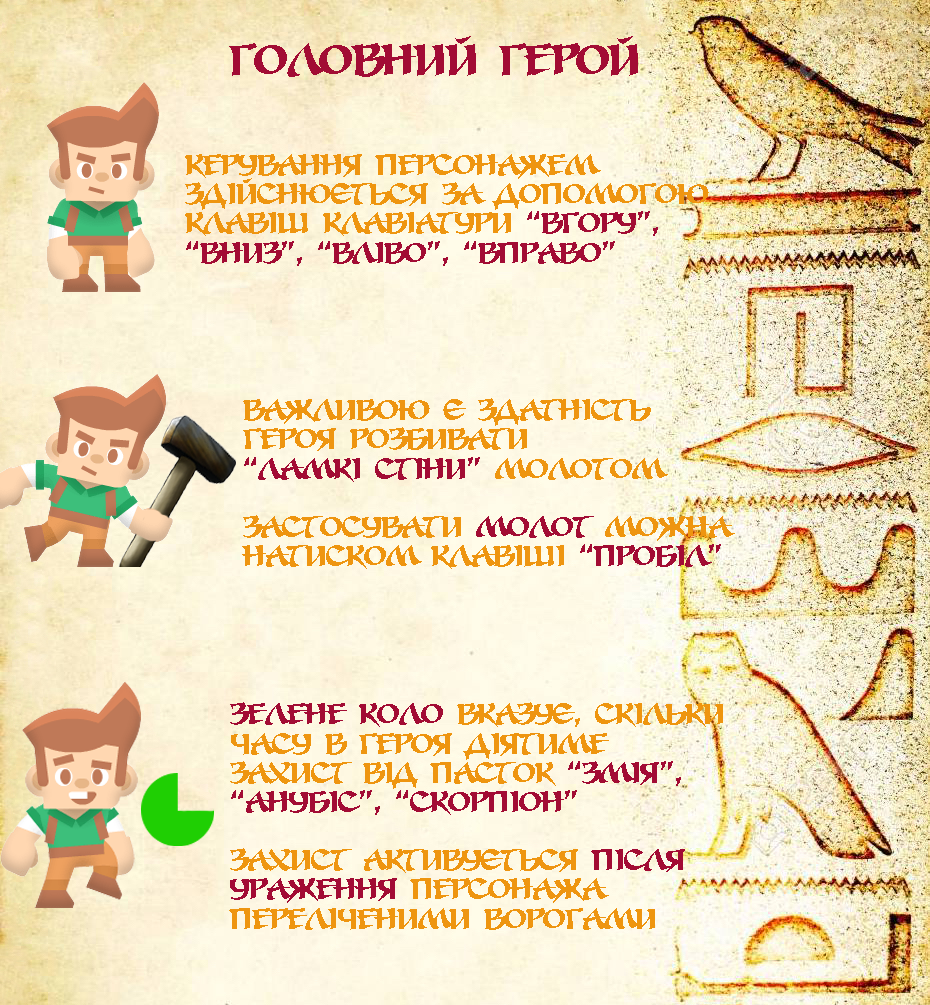 ГОЛОВНИЙ ГЕРОЙ
КЕРУВАННЯ ПЕРСОНАЖЕМ
ЗДІЙСНЮЄТЬСЯ ЗА ДОПОМОГОЮ
КЛАВІШ КЛАВІАТУРИ “ВГОРУ”,
“ВНИЗ”, “ВЛІВО”, “ВПРАВО”
ВАЖЛИВОЮ Є ЗДАТНІСТЬ
ГЕРОЯ РОЗБИВАТИ
“ЛАМКІ СТІНИ” МОЛОТОМ
ЗАСТОСУВАТИ МОЛОТ МОЖНА
НАТИСКОМ КЛАВІШІ “ПРОБІЛ”
ЗЕЛЕНЕ КОЛО ВКАЗУЄ, СКІЛЬКИ
ЧАСУ В ГЕРОЯ ДІЯТИМЕ
ЗАХИСТ ВІД ПАСТОК “ЗМІЯ”,
“АНУБІС”, “СКОРПІОН”
ЗАХИСТ АКТИВУЄТЬСЯ ПІСЛЯ
УРАЖЕННЯ ПЕРСОНАЖА
ПЕРЕЛІЧЕНИМИ ВОРОГАМИ